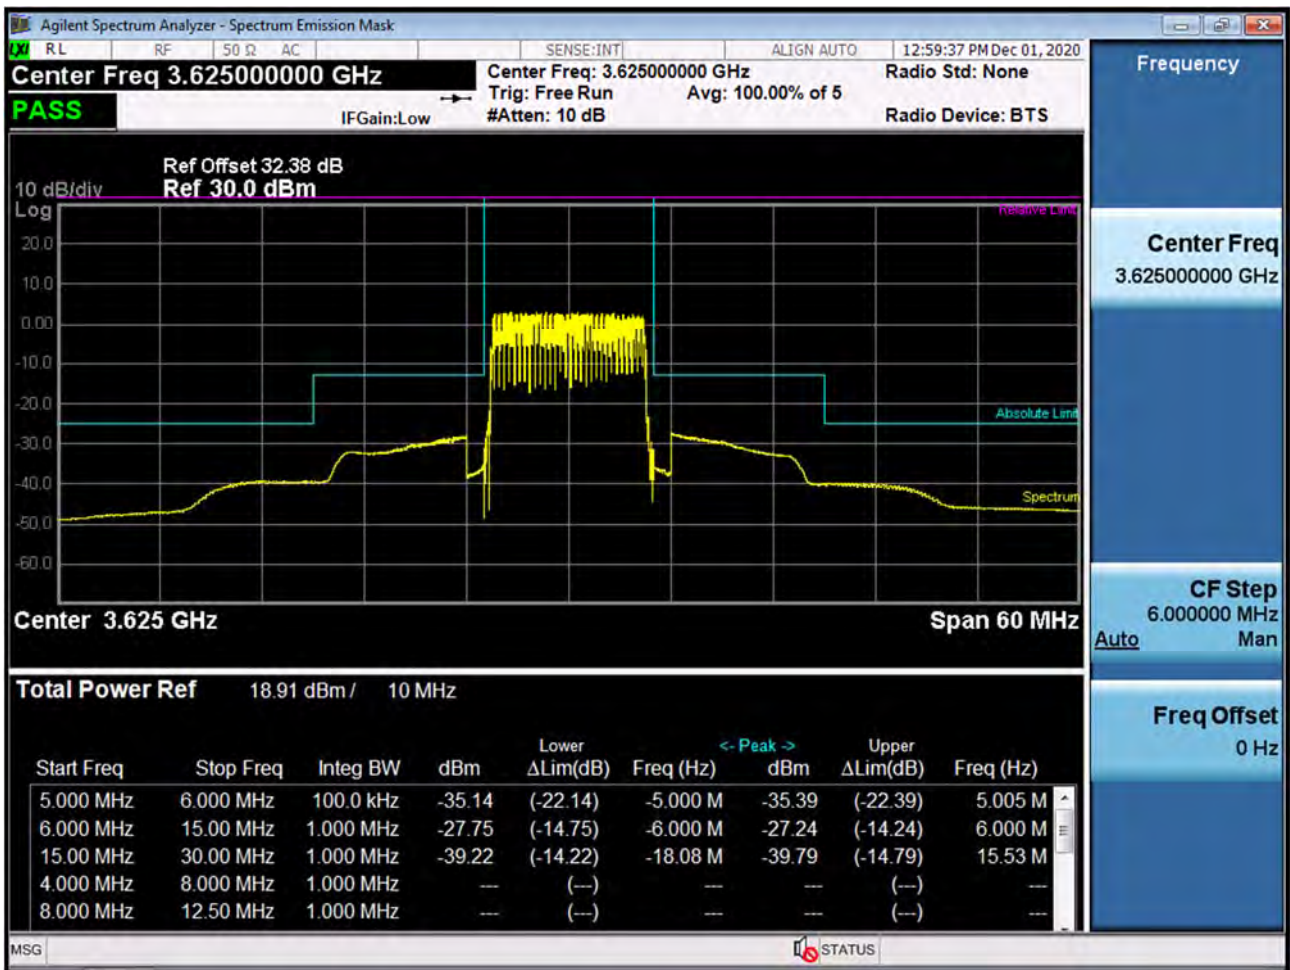 Agilent Spectrum Analyzer - Spectrum Emission Mask
LXI RL RF 50 Ω AC SENSE:INT ALIGN AUTO 12:59:37 PM Dec 01, 2020
Center Freq 3.625000000 GHz
Center Freq: 3.625000000 GHz
Radio Std: None
Trig: Free Run Avg: 100.00% of 5
PASS
IFGain:Low
#Atten: 10 dB
Radio Device: BTS
Ref Offset 32.38 dB
10 dB/div Ref 30.0 dBm
Log
Relative Limit
20.0
10.0
0.00
-10.0
-20.0
Absolute Limit
-30.0
-40.0
Spectrum
-50.0
-60.0
Center 3.625 GHz Span 60 MHz
Total Power Ref 18.91 dBm / 10 MHz
Lower <- Peak -> Upper
Start Freq Stop Freq Integ BW dBm ΔLim(dB) Freq (Hz) dBm ΔLim(dB) Freq (Hz)
5.000 MHz 6.000 MHz 100.0 kHz -35.14 (-22.14) -5.000 M -35.39 (-22.39) 5.005 M
6.000 MHz 15.00 MHz 1.000 MHz -27.75 (-14.75) -6.000 M -27.24 (-14.24) 6.000 M
15.00 MHz 30.00 MHz 1.000 MHz -39.22 (-14.22) -18.08 M -39.79 (-14.79) 15.53 M
4.000 MHz 8.000 MHz 1.000 MHz --- (---) --- --- (---) ---
8.000 MHz 12.50 MHz 1.000 MHz --- (---) --- --- (---) ---
MSG STATUS
Frequency
Center Freq
3.625000000 GHz
CF Step
6.000000 MHz
Auto Man
Freq Offset
0 Hz